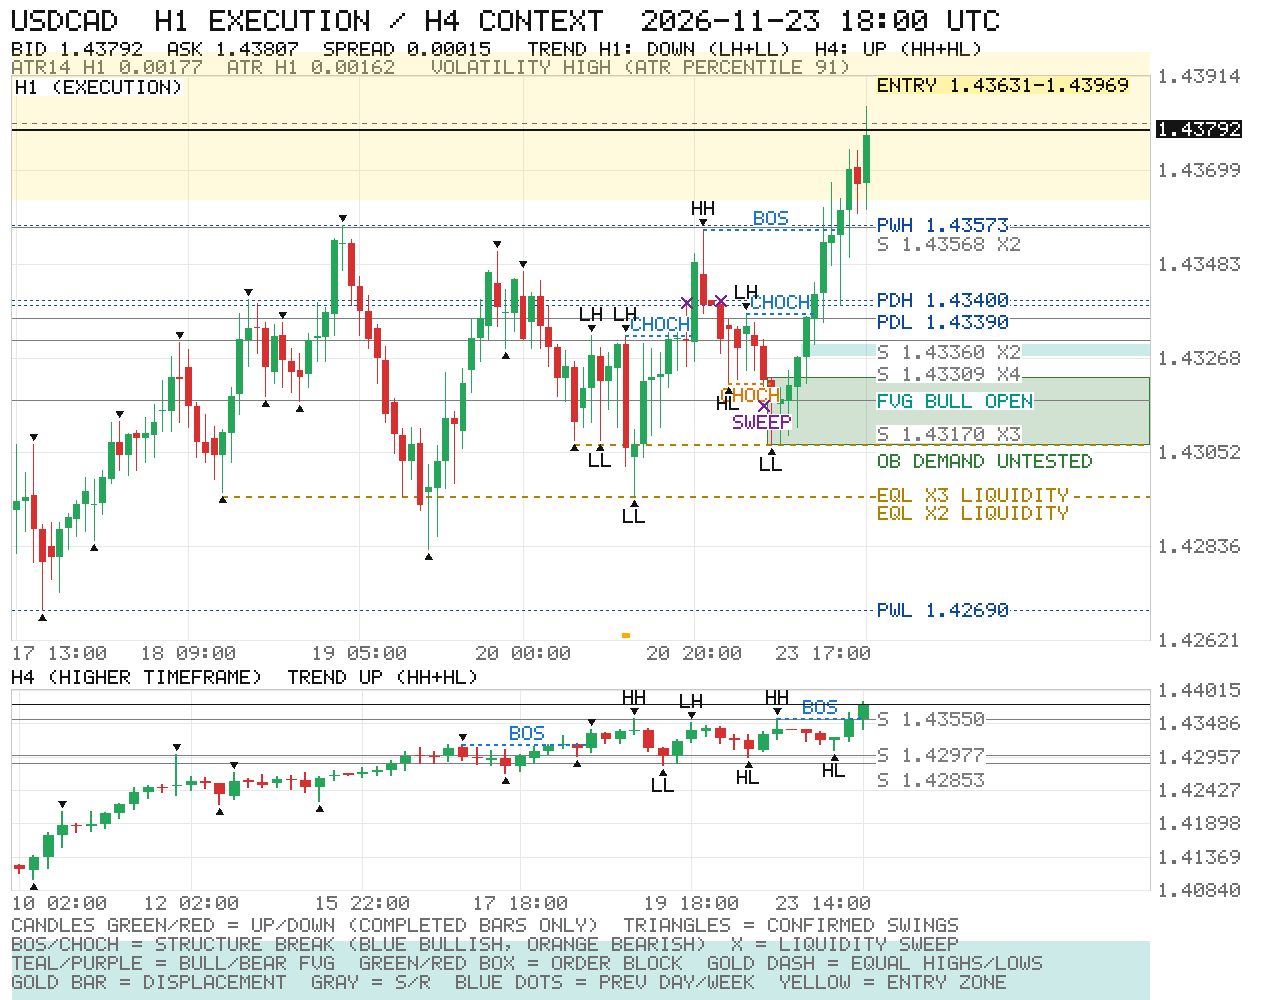 USDCAD  H1 EXECUTION / H4 CONTEXT  2026-11-23 18:00 UTC
BID 1.43792  ASK 1.43807  SPREAD 0.00015  TREND H1: DOWN (LH+LL)  H4: UP (HH+HL)
ATR14 H1 0.00177  ATR H1 0.00162  VOLATILITY HIGH (ATR PERCENTILE 91)
1.43914
H1 (EXECUTION)
ENTRY 1.43631-1.43969
1.43792
1.43699
HH
BOS
PWH 1.43573
S 1.43568 X2
1.43483
LH
CHOCH
PDH 1.43400
LH LH
CHOCH
PDL 1.43390
S 1.43360 X2
1.43268
S 1.43309 X4
CHOCH
HL
FVG BULL OPEN
SWEEP
S 1.43170 X3
1.43052
LL
LL
OB DEMAND UNTESTED
EQL X3 LIQUIDITY
LL
EQL X2 LIQUIDITY
1.42836
PWL 1.42690
1.42621
17 13:00  18 09:00  19 05:00  20 00:00  20 20:00  23 17:00
H4 (HIGHER TIMEFRAME)  TREND UP (HH+HL)
1.44015
HH LH HH
BOS
S 1.43550
1.43486
BOS
S 1.42977
1.42957
HL
HL
LL
S 1.42853
1.42427
1.41898
1.41369
1.40840
10 02:00  12 02:00  15 22:00  17 18:00  19 18:00  23 14:00
CANDLES GREEN/RED = UP/DOWN (COMPLETED BARS ONLY)  TRIANGLES = CONFIRMED SWINGS
BOS/CHOCH = STRUCTURE BREAK (BLUE BULLISH, ORANGE BEARISH)  X = LIQUIDITY SWEEP
TEAL/PURPLE = BULL/BEAR FVG  GREEN/RED BOX = ORDER BLOCK  GOLD DASH = EQUAL HIGHS/LOWS
GOLD BAR = DISPLACEMENT  GRAY = S/R  BLUE DOTS = PREV DAY/WEEK  YELLOW = ENTRY ZONE